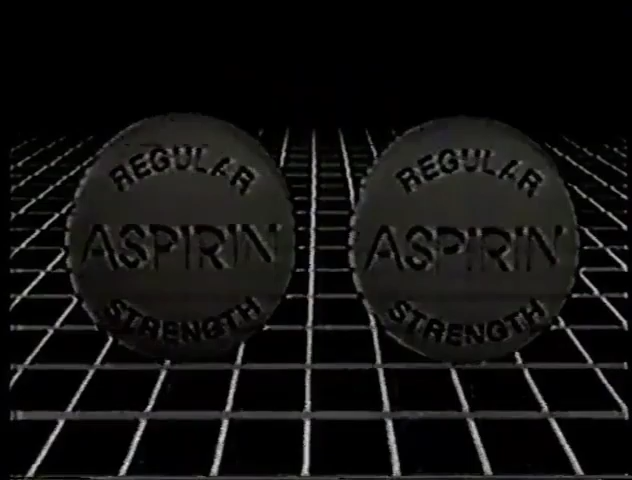 REGULAR
ASPIRIN
STRENGTH
REGULAR
ASPIRIN
STRENGTH